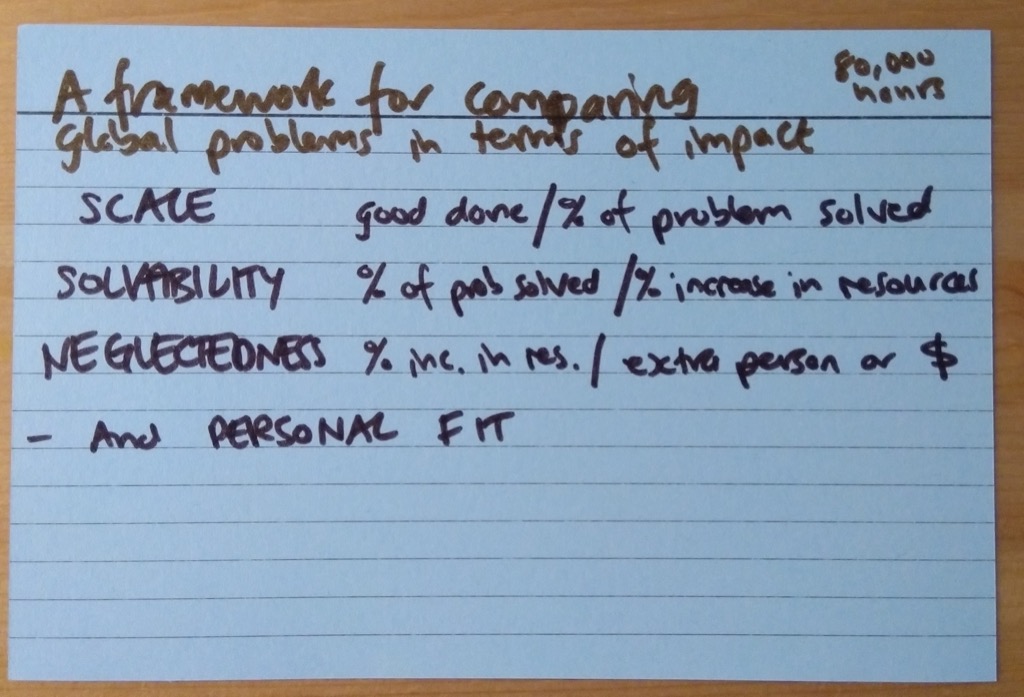 A framework for comparing
global problems in terms of impact
80,000
hours
SCALE good done / % of problem solved
SOLVABILITY % of prob solved / % increase in resources
NEGLECTEDNESS % inc. in res. / extra person or $
- And PERSONAL FIT